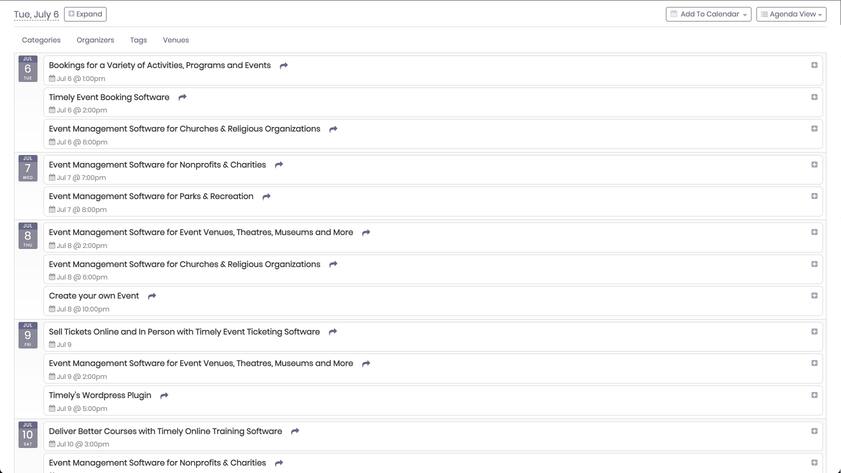 Tue, July 6
Expand
Add To Calendar
Agenda View
Categories Organizers Tags Venues
JUL
6
TUE
Bookings for a Variety of Activities, Programs and Events
Jul 6 @ 1:00pm
Timely Event Booking Software
Jul 6 @ 2:00pm
Event Management Software for Churches & Religious Organizations
Jul 6 @ 6:00pm
JUL
7
WED
Event Management Software for Nonprofits & Charities
Jul 7 @ 7:00pm
Event Management Software for Parks & Recreation
Jul 7 @ 8:00pm
JUL
8
THU
Event Management Software for Event Venues, Theatres, Museums and More
Jul 8 @ 2:00pm
Event Management Software for Churches & Religious Organizations
Jul 8 @ 6:00pm
Create your own Event
Jul 8 @ 10:00pm
JUL
9
FRI
Sell Tickets Online and In Person with Timely Event Ticketing Software
Jul 9
Event Management Software for Event Venues, Theatres, Museums and More
Jul 9 @ 2:00pm
Timely's Wordpress Plugin
Jul 9 @ 5:00pm
JUL
10
SAT
Deliver Better Courses with Timely Online Training Software
Jul 10 @ 3:00pm
Event Management Software for Nonprofits & Charities